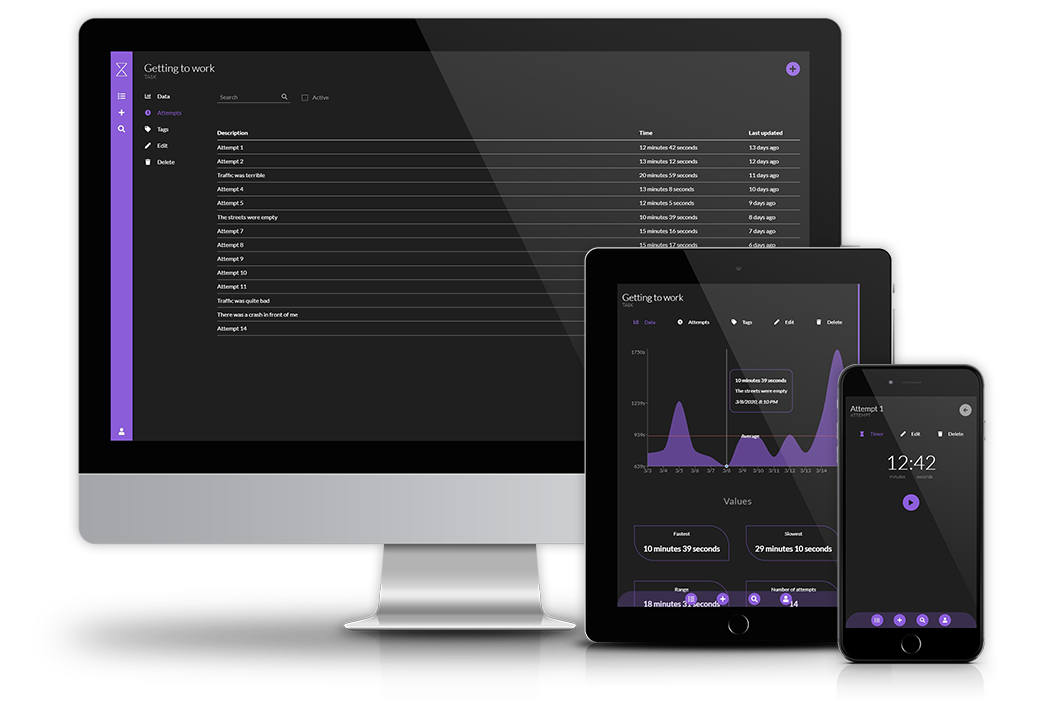 Getting to work
TASK
Data
Attempts
Tags
Edit
Delete
Search
Active
Description Time Last updated
Attempt 1 12 minutes 42 seconds 13 days ago
Attempt 2 13 minutes 12 seconds 12 days ago
Traffic was terrible 20 minutes 59 seconds 11 days ago
Attempt 4 13 minutes 8 seconds 10 days ago
Attempt 5 12 minutes 5 seconds 9 days ago
The streets were empty 10 minutes 39 seconds 8 days ago
Attempt 7 15 minutes 16 seconds 7 days ago
Attempt 8 15 minutes 17 seconds 6 days ago
Attempt 9
Attempt 10
Attempt 11
Traffic was quite bad
There was a crash in front of me
Attempt 14
Getting to work
TASK
Data Attempts Tags Edit Delete
1750s
10 minutes 39 seconds
The streets were empty
3/8/2020, 8:10 PM
1239s
939s
Average
639s
3/3 3/4 3/5 3/6 3/7 3/8 3/9 3/10 3/11 3/12 3/13 3/14
Values
Fastest Slowest
10 minutes 39 seconds 29 minutes 10 seconds
Range Number of attempts
18 minutes 31 seconds 14
Attempt 1
ATTEMPT
Timer Edit Delete
12:42
minutes seconds